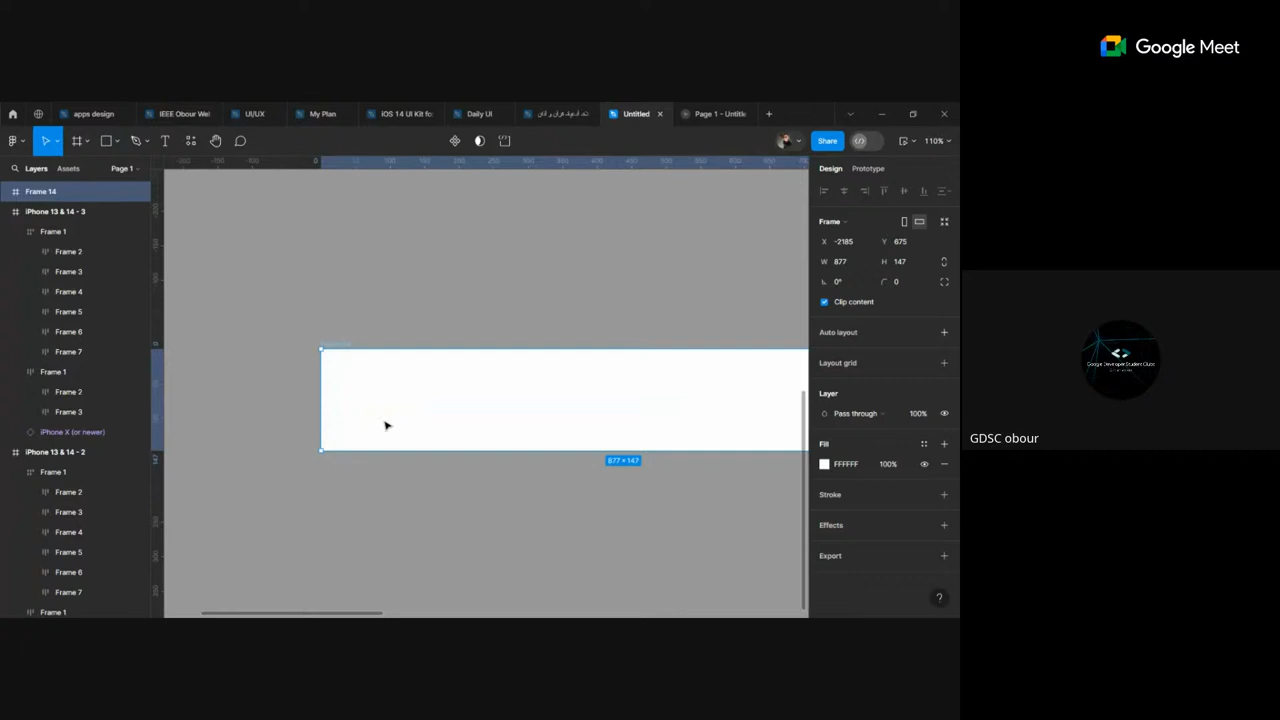 Google Meet
apps design
IEEE Obour Wel
UI/UX
My Plan
iOS 14 UI Kit fo
Daily UI
Untitled
Page 1 - Untitle
Share
110%
Layers
Assets
Page 1
Design
Prototype
Frame 14
iPhone 13 & 14 - 3
Frame 1
Frame 2
Frame 3
Frame 4
Frame 5
Frame 6
Frame 7
Frame 1
Frame 2
Frame 3
iPhone X (or newer)
iPhone 13 & 14 - 2
Frame 1
Frame 2
Frame 3
Frame 4
Frame 5
Frame 6
Frame 7
Frame 1
877 × 147
Frame
X -2185 Y 675
W 877 H 147
0° 0
Clip content
Auto layout
Layout grid
Layer
Pass through 100%
Fill
FFFFFF 100%
Stroke
Effects
Export
?
Google Developer Student Clubs
GDSC obour